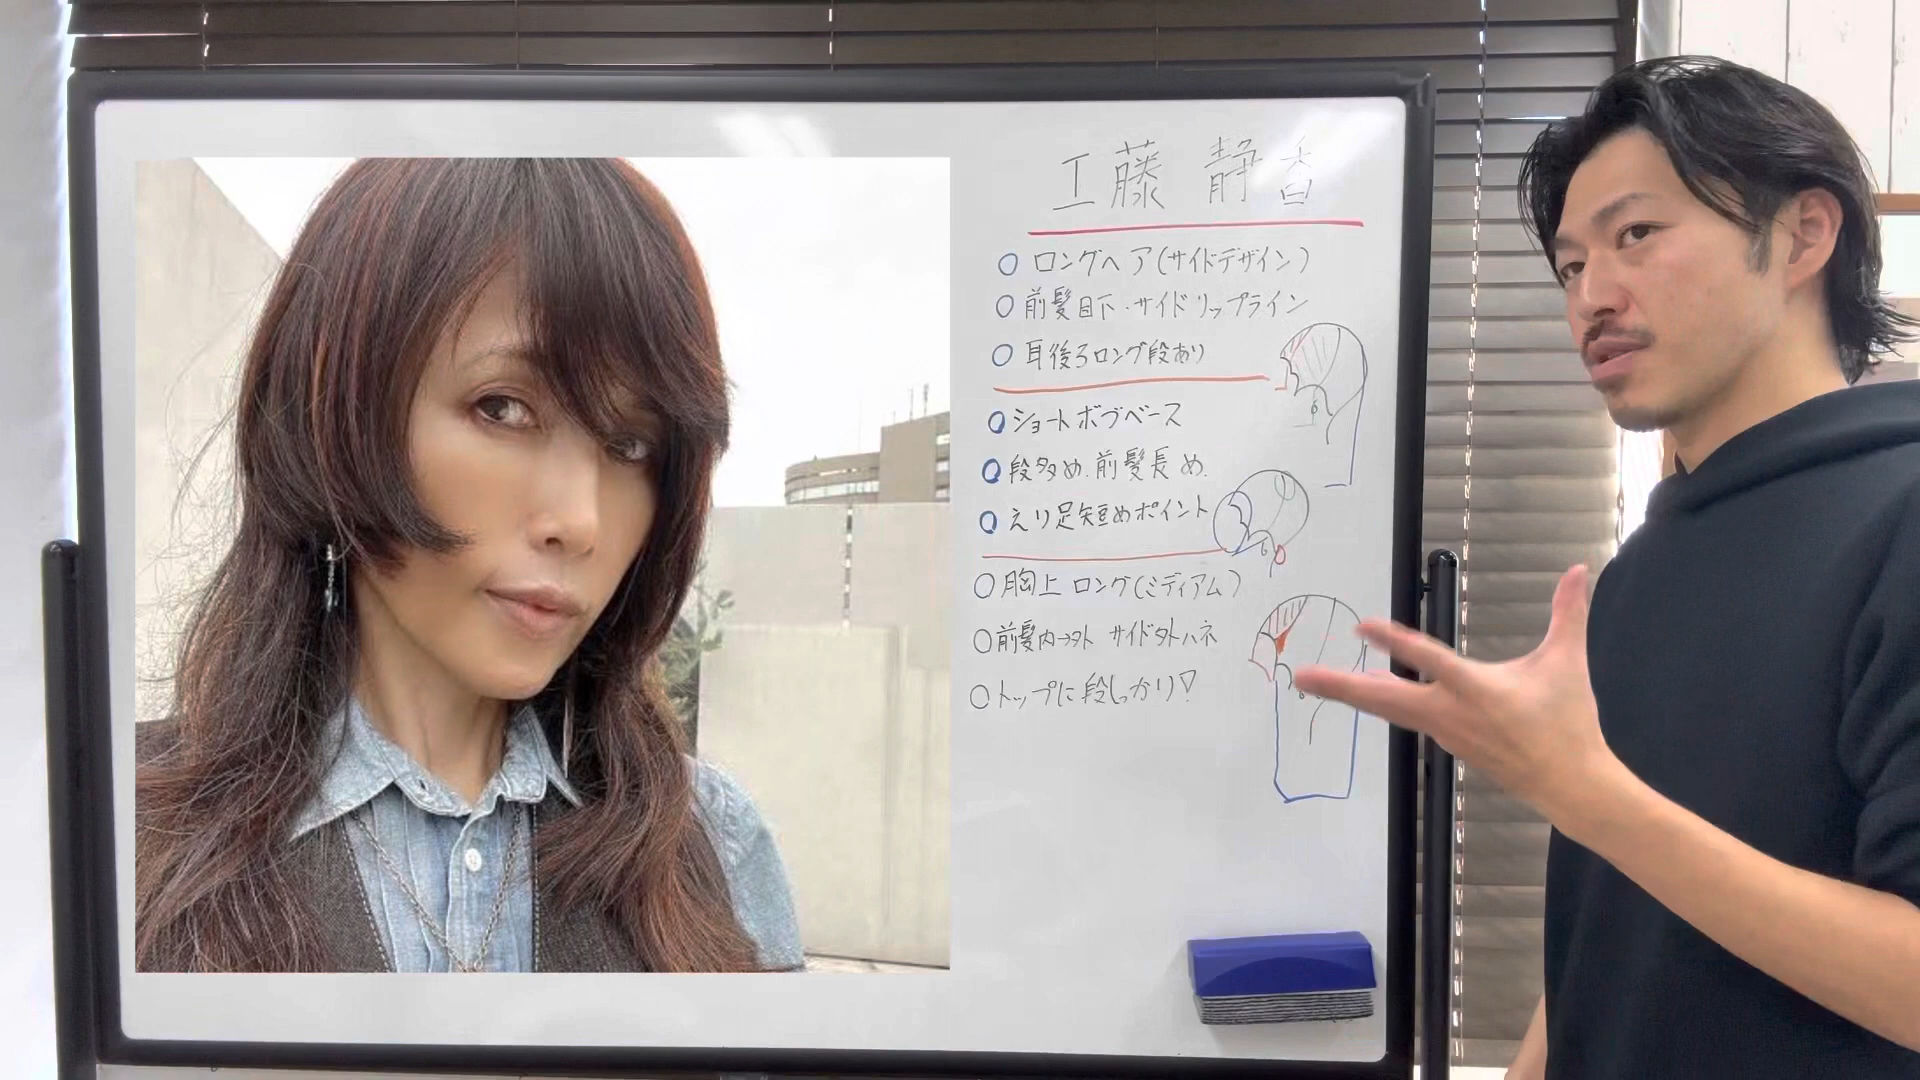 工藤 静香
○ ロングヘア(サイドデザイン)
○ 前髪目下・サイドリップライン
○ 耳後ろロング段あり
○ ショートボブベース
○ 段多め.前髪長め.
○ えり足短めポイント
○ 胸上ロング(ミディアム)
○ 前髪内→外 サイド外ハネ
○ トップに段しっかり!